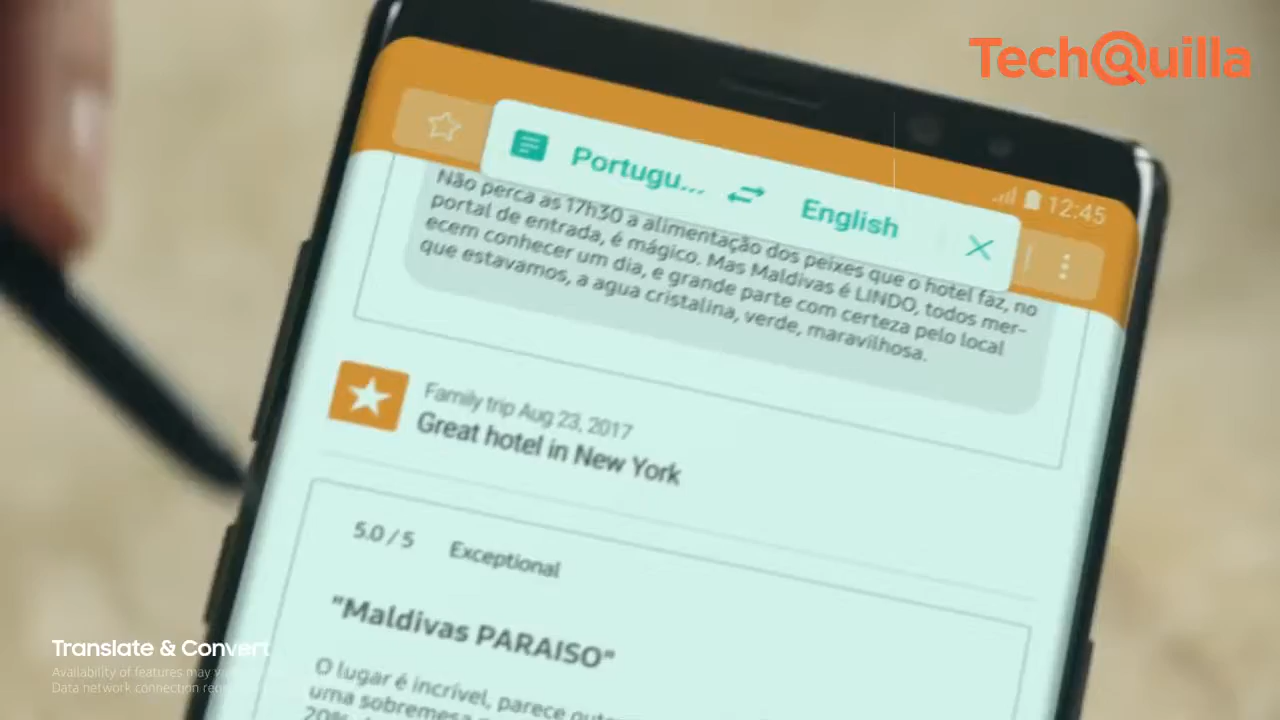 Tech@uilla
Portugu...
English
12:45
Não perca as 17h30 a alimentação dos peixes que o hotel faz, no
portal de entrada, é mágico. Mas Maldivas é LINDO, todos mer-
ecem conhecer um dia, e grande parte com certeza pelo local
que estavamos, a agua cristalina, verde, maravilhosa.
Family trip Aug 23, 2017
Great hotel in New York
5.0 / 5 Exceptional
"Maldivas PARAISO"
O lugar é incrível, parece
uma sobremesa
20%
Translate & Convert
Availability of features may
Data network connection